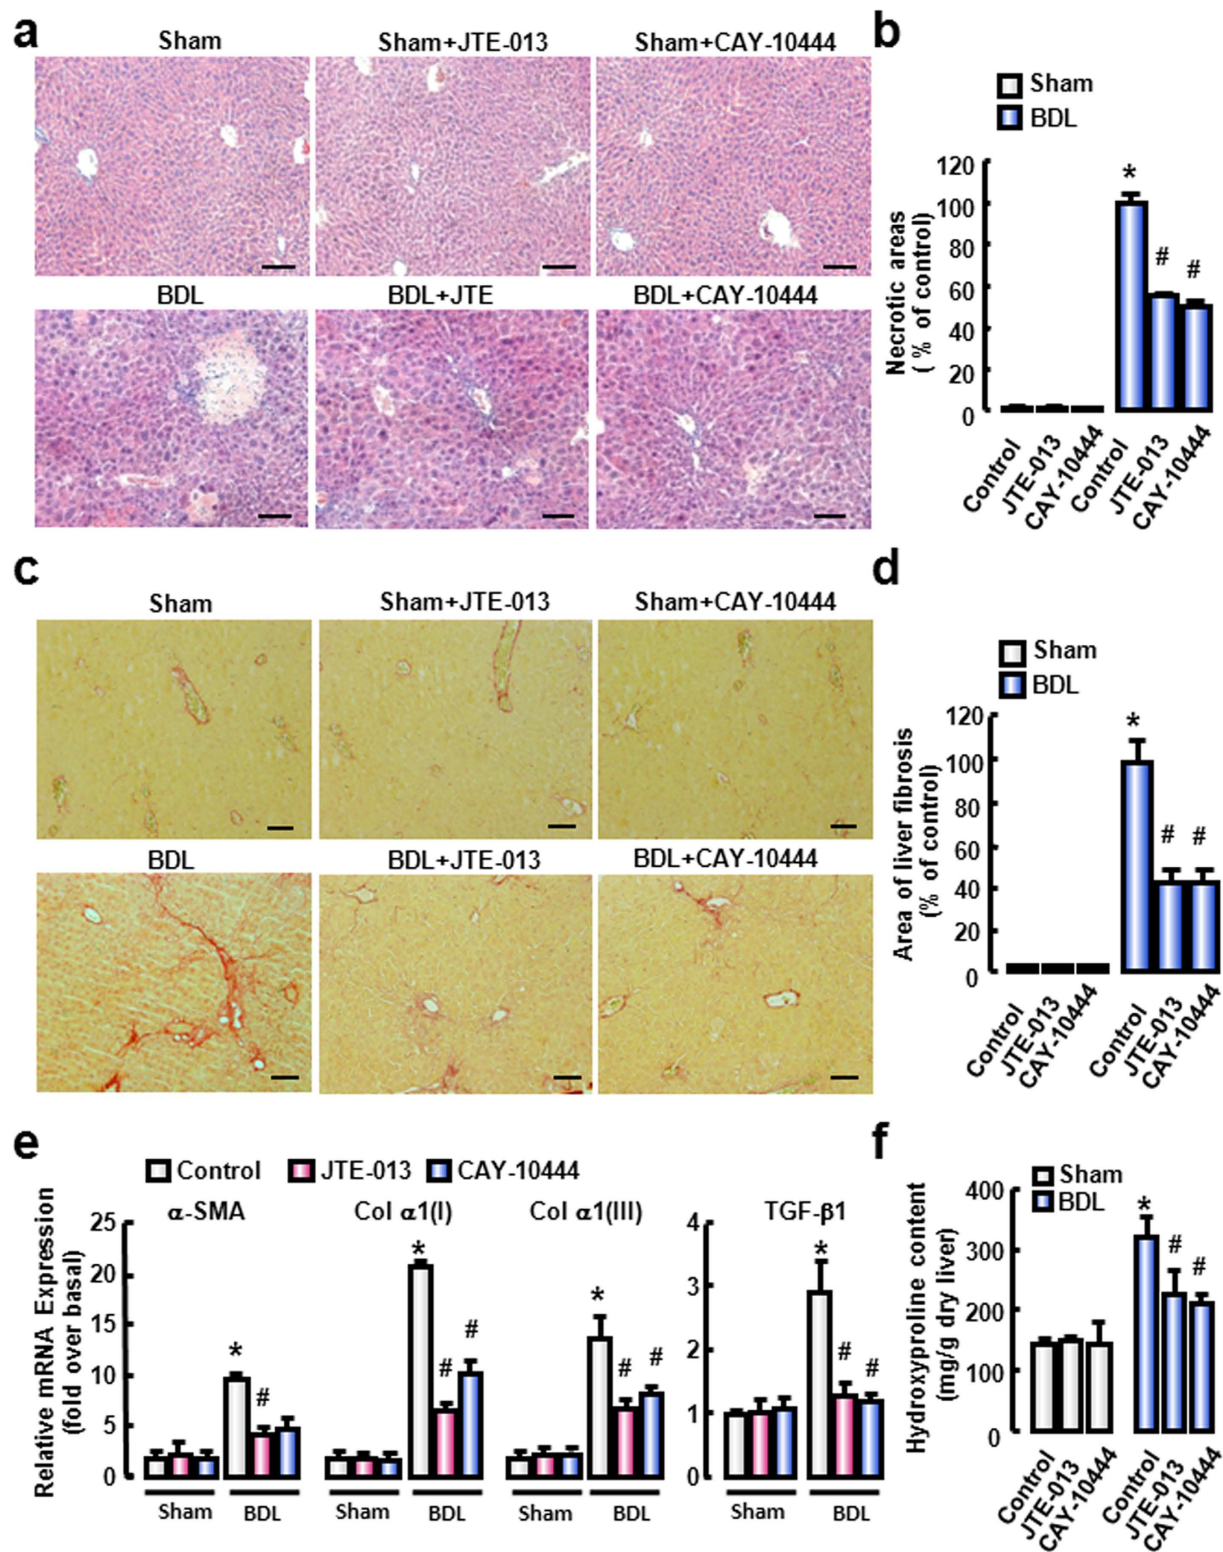 a
Sham
Sham+JTE-013
Sham+CAY-10444
BDL
BDL+JTE
BDL+CAY-10444
b
Sham
BDL
Necrotic areas
( % of control)
120
100
80
60
40
20
0
*
#
#
Control
JTE-013
CAY-10444
Control
JTE-013
CAY-10444
c
Sham
Sham+JTE-013
Sham+CAY-10444
BDL
BDL+JTE-013
BDL+CAY-10444
d
Sham
BDL
Area of liver fibrosis
(% of control)
120
100
80
60
40
20
0
*
#
#
Control
JTE-013
CAY-10444
Control
JTE-013
CAY-10444
e
Control
JTE-013
CAY-10444
Relative mRNA Expression
(fold over basal)
α-SMA
Col α1(I)
Col α1(III)
TGF-β1
25
20
15
10
5
0
*
#
*
#
#
*
#
#
4
3
2
1
0
*
#
#
Sham
BDL
Sham
BDL
Sham
BDL
Sham
BDL
f
Sham
BDL
Hydroxyproline content
(mg/g dry liver)
400
300
200
100
0
*
#
#
Control
JTE-013
CAY-10444
Control
JTE-013
CAY-10444